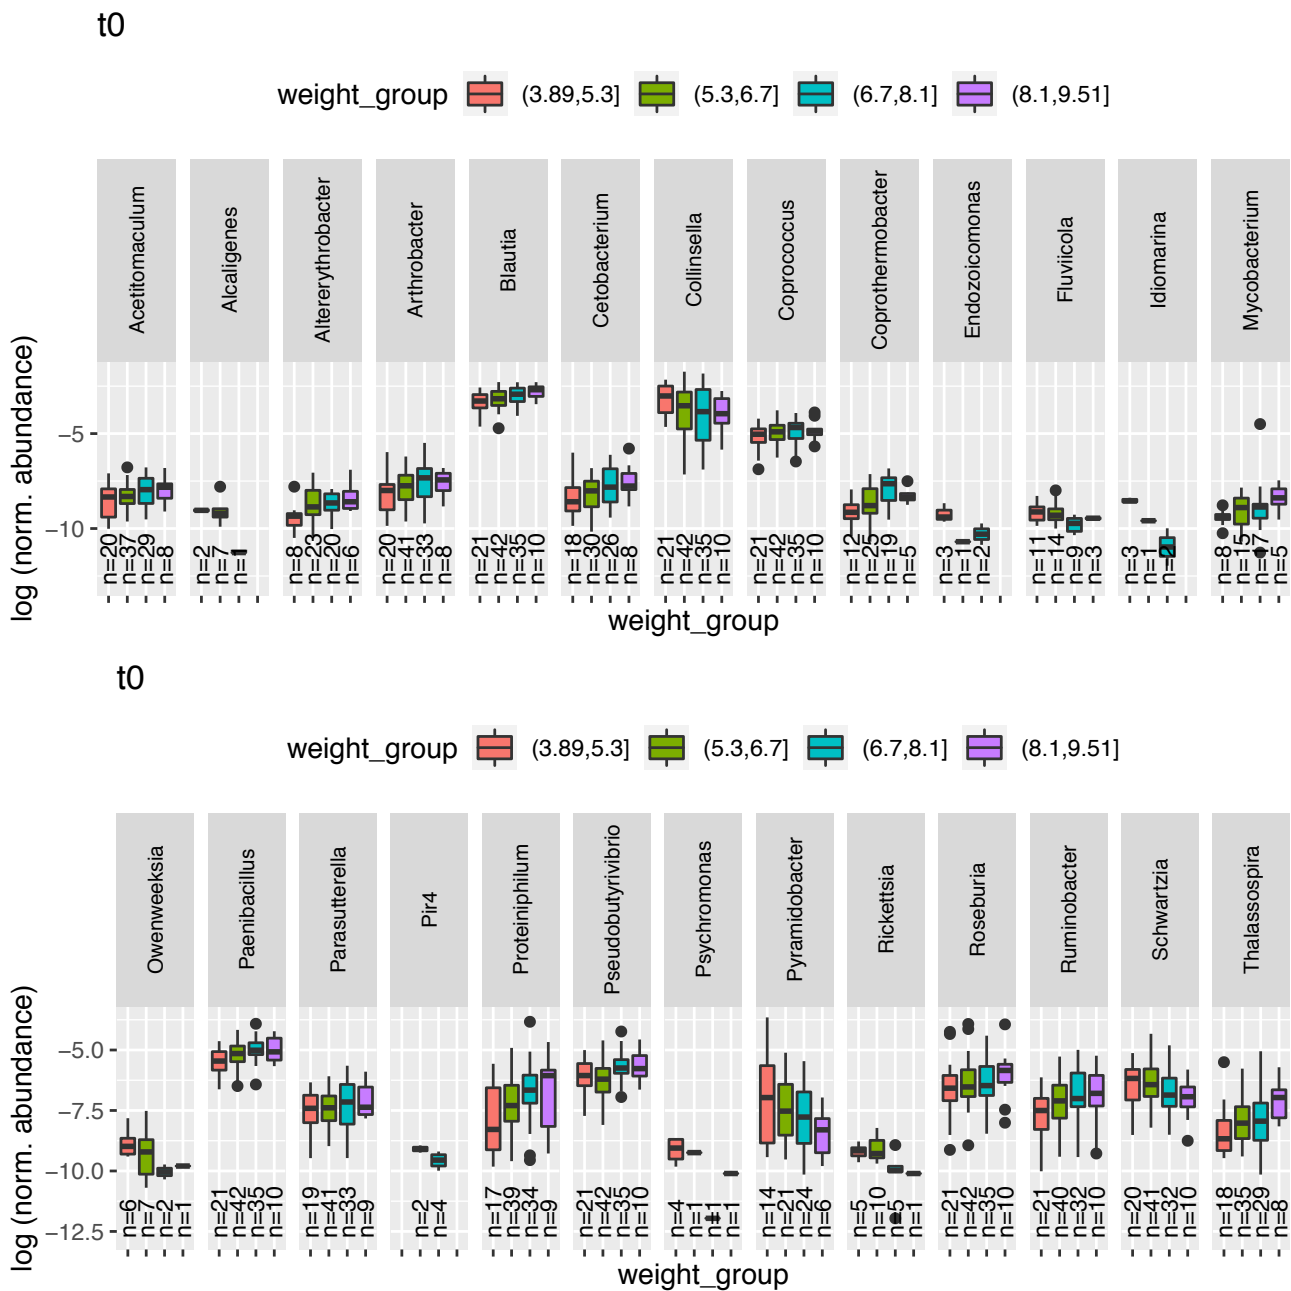 t0
weight_group (3.89,5.3] (5.3,6.7] (6.7,8.1] (8.1,9.51]
Acetitomaculum Alcaligenes Altererythrobacter Arthrobacter Blautia Cetobacterium Collinsella Coprococcus Coprothermobacter Endozoicomonas Fluviicola Idiomarina Mycobacterium
log (norm. abundance)
−5
−10
n=20 n=37 n=29 n=8 n=2 n=7 n=1 n=8 n=23 n=20 n=6 n=20 n=41 n=33 n=8 n=21 n=42 n=35 n=10 n=18 n=30 n=26 n=8 n=21 n=42 n=35 n=10 n=21 n=42 n=35 n=10 n=12 n=25 n=19 n=5 n=3 n=1 n=2 n=11 n=14 n=9 n=3 n=3 n=1 n=2 n=8 n=15 n=17 n=5
weight_group
t0
weight_group (3.89,5.3] (5.3,6.7] (6.7,8.1] (8.1,9.51]
Owenweeksia Paenibacillus Parasutterella Pir4 Proteiniphilum Pseudobutyrivibrio Psychromonas Pyramidobacter Rickettsia Roseburia Ruminobacter Schwartzia Thalassospira
log (norm. abundance)
−5.0
−7.5
−10.0
−12.5
n=6 n=7 n=2 n=1 n=21 n=42 n=35 n=10 n=19 n=41 n=33 n=9 n=2 n=4 n=17 n=39 n=34 n=9 n=21 n=42 n=35 n=10 n=4 n=1 n=1 n=1 n=14 n=21 n=24 n=6 n=5 n=10 n=5 n=1 n=21 n=42 n=35 n=10 n=21 n=40 n=32 n=10 n=20 n=41 n=32 n=10 n=18 n=35 n=29 n=8
weight_group